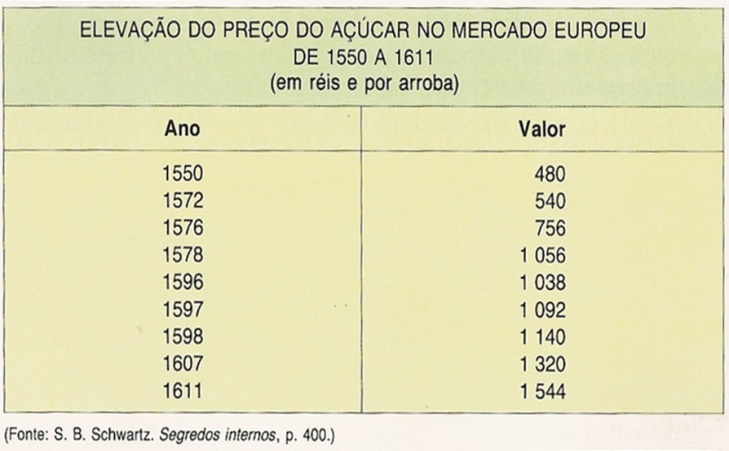 ELEVAÇÃO DO PREÇO DO AÇÚCAR NO MERCADO EUROPEU
DE 1550 A 1611
(em réis e por arroba)
Ano Valor
1550 480
1572 540
1576 756
1578 1 056
1596 1 038
1597 1 092
1598 1 140
1607 1 320
1611 1 544
(Fonte: S. B. Schwartz. Segredos internos, p. 400.)